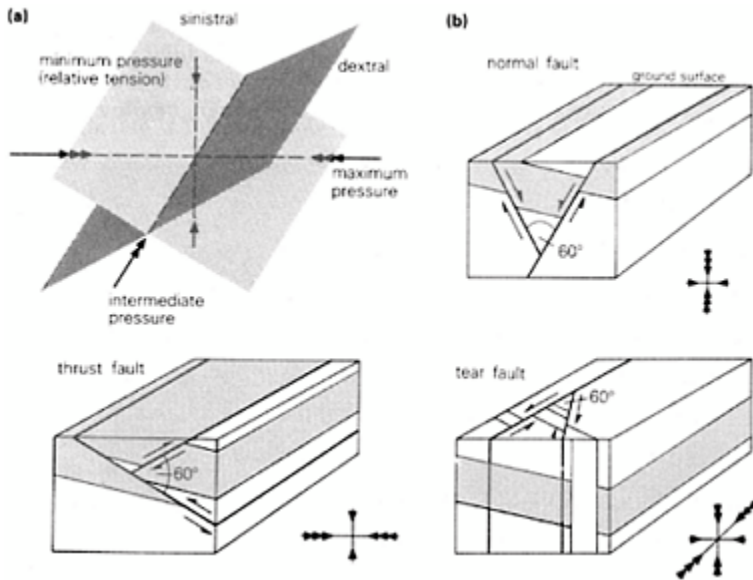 (a)
sinistral
minimum pressure
(relative tension)
dextral
maximum
pressure
intermediate
pressure
(b)
normal fault
ground surface
60°
thrust fault
60°
tear fault
60°